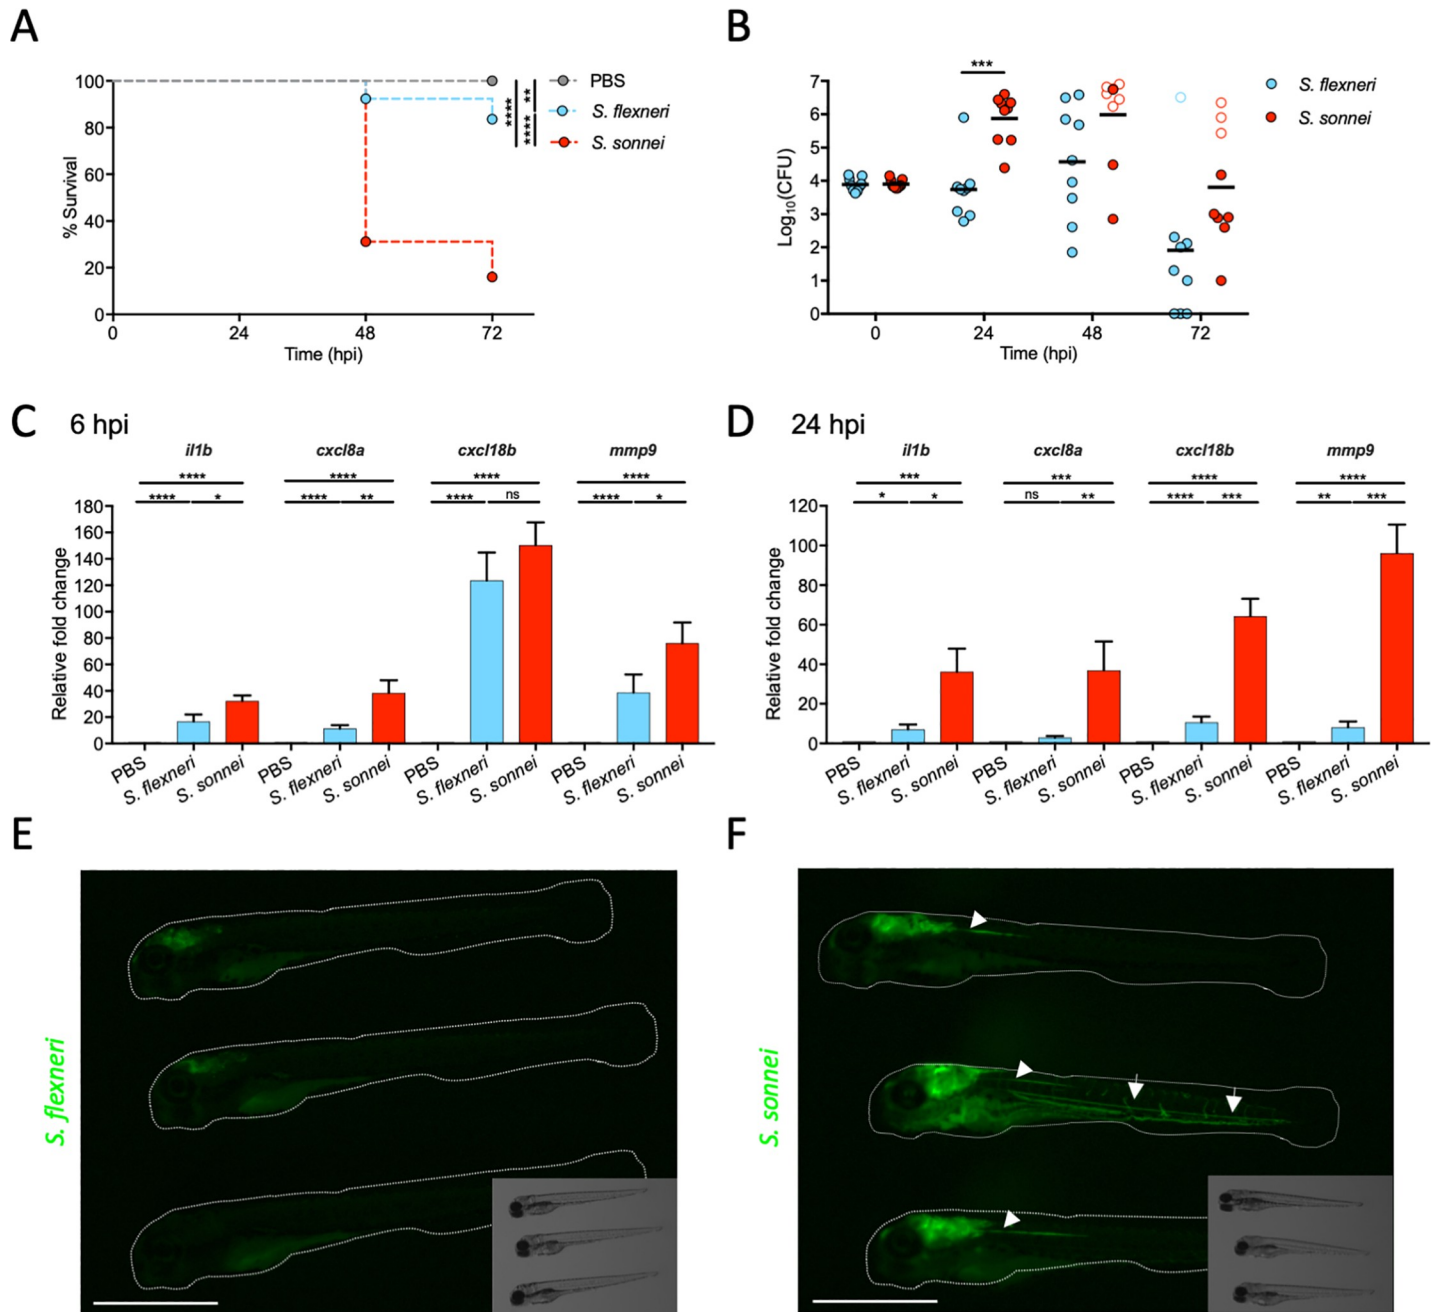 A
100
80
60
40
20
0
% Survival
0 24 48 72
Time (hpi)
**** ** ****
PBS
S. flexneri
S. sonnei
B
7
6
5
4
3
2
1
0
Log10(CFU)
***
0 24 48 72
Time (hpi)
S. flexneri
S. sonnei
C 6 hpi
il1b cxcl8a cxcl18b mmp9
**** **** **** ****
**** * **** ** **** ns **** *
180
160
140
120
100
80
60
40
20
0
Relative fold change
PBS S. flexneri S. sonnei PBS S. flexneri S. sonnei PBS S. flexneri S. sonnei PBS S. flexneri S. sonnei
D 24 hpi
il1b cxcl8a cxcl18b mmp9
*** *** **** ****
* * ns ** **** *** ** ***
120
100
80
60
40
20
0
Relative fold change
PBS S. flexneri S. sonnei PBS S. flexneri S. sonnei PBS S. flexneri S. sonnei PBS S. flexneri S. sonnei
E
S. flexneri
F
S. sonnei